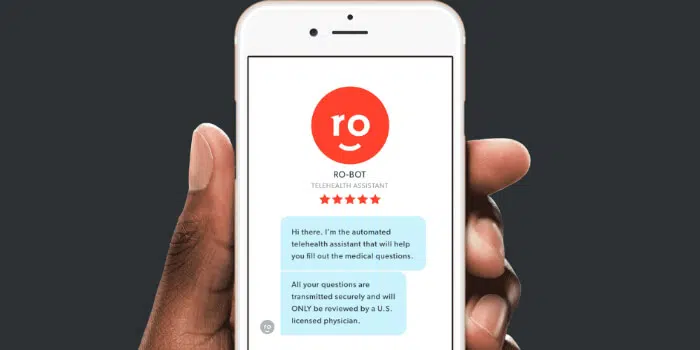 ro
RO-BOT
TELEHEALTH ASSISTANT
Hi there, I'm the automated
telehealth assistant that will help
you fill out the medical questions.
All your questions are
transmitted securely and will
ONLY be reviewed by a U.S.
licensed physician.
ro